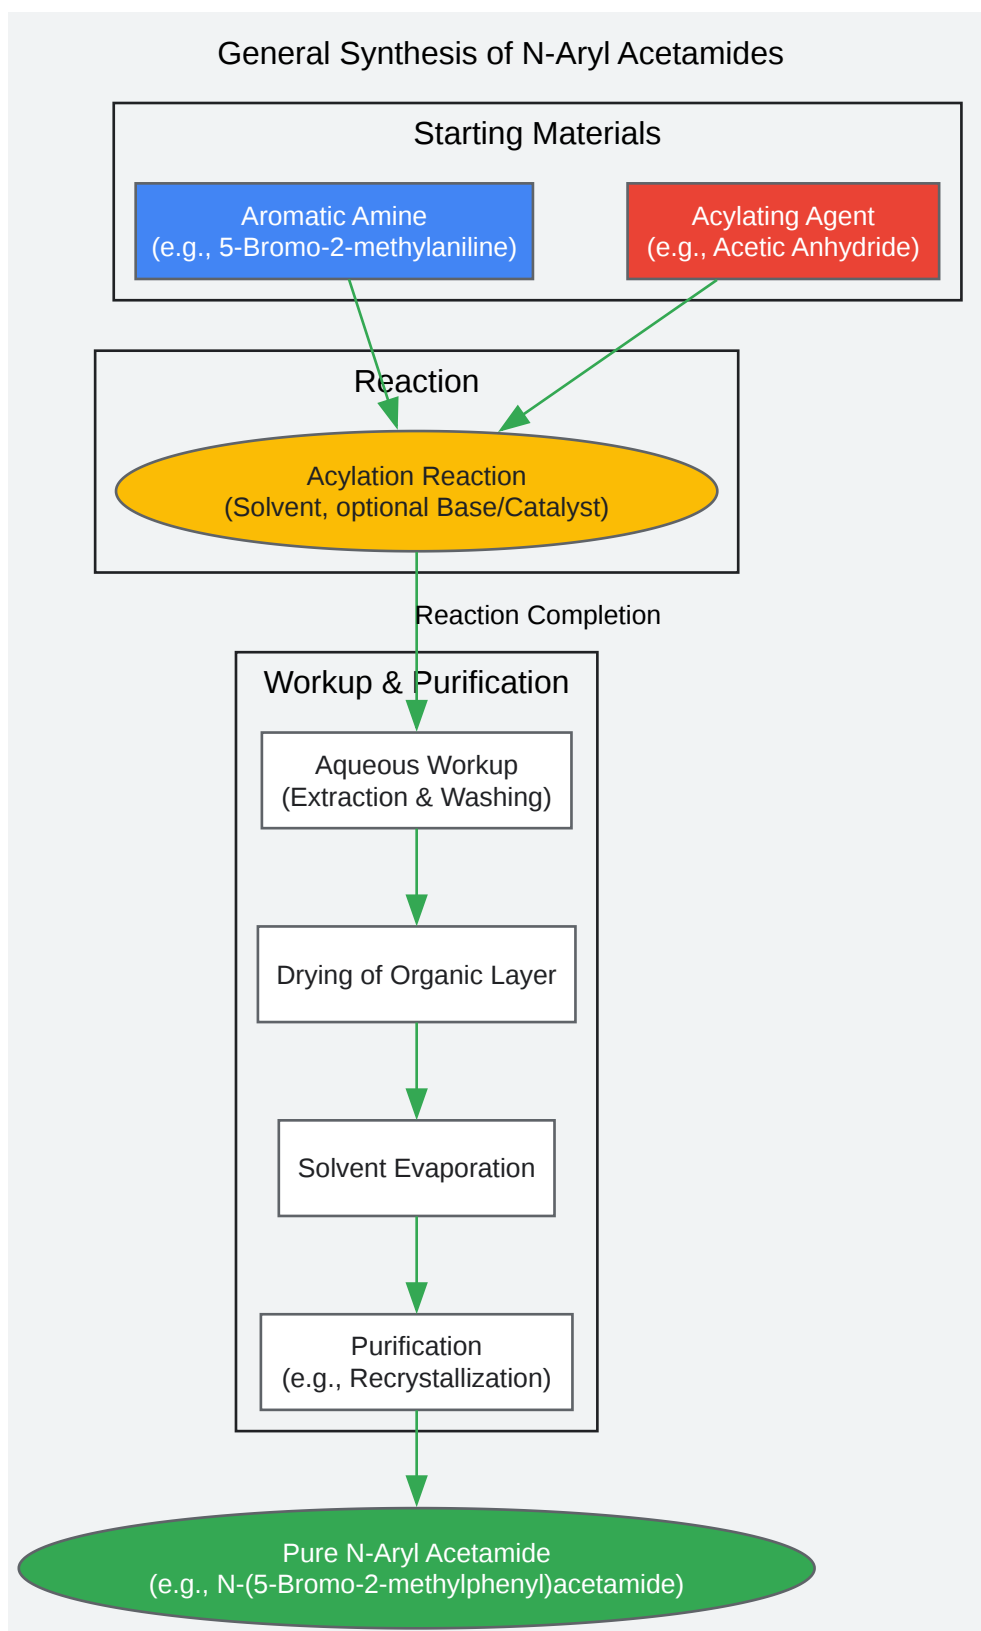 General Synthesis of N-Aryl Acetamides
Starting Materials
Aromatic Amine
(e.g., 5-Bromo-2-methylaniline)
Acylating Agent
(e.g., Acetic Anhydride)
Reaction
Acylation Reaction
(Solvent, optional Base/Catalyst)
Reaction Completion
Workup & Purification
Aqueous Workup
(Extraction & Washing)
Drying of Organic Layer
Solvent Evaporation
Purification
(e.g., Recrystallization)
Pure N-Aryl Acetamide
(e.g., N-(5-Bromo-2-methylphenyl)acetamide)